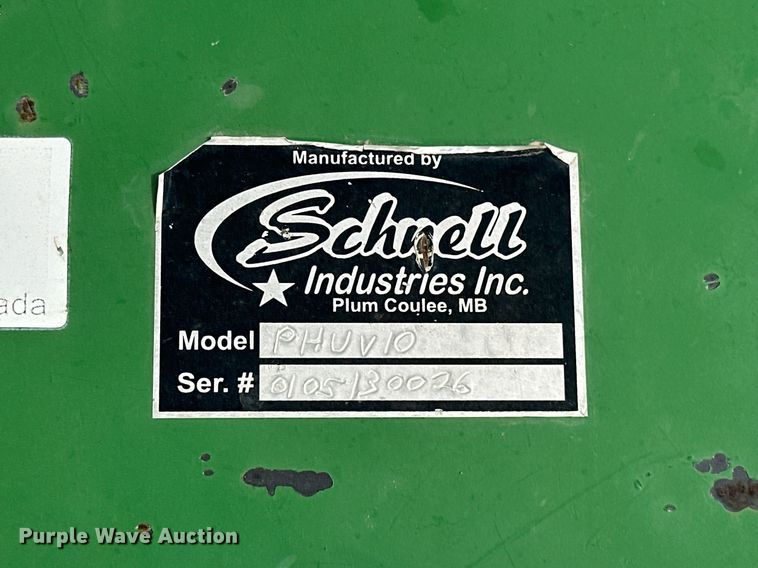 Manufactured by
Schnell
Industries Inc.
Plum Coulee, MB
Model PHUV10
Ser. # 0105130026
ada
Purple Wave Auction